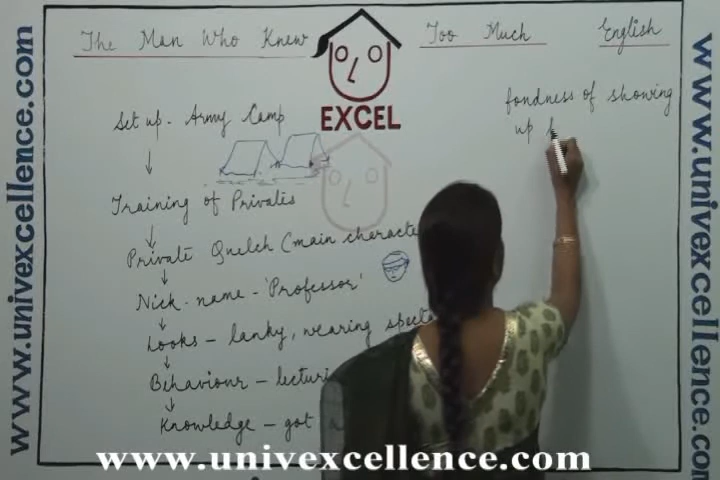 The Man Who Knew Too Much English
EXCEL
fondness of showing
up
Set up - Army Camp
Training of Privates
Private Quelch (main characte
Nick-name - 'Professor'
Looks - lanky, wearing specta
Behaviour - lecturi
Knowledge - got
www.univexcellence.com
www.univexcellence.com
www.univexcellence.com